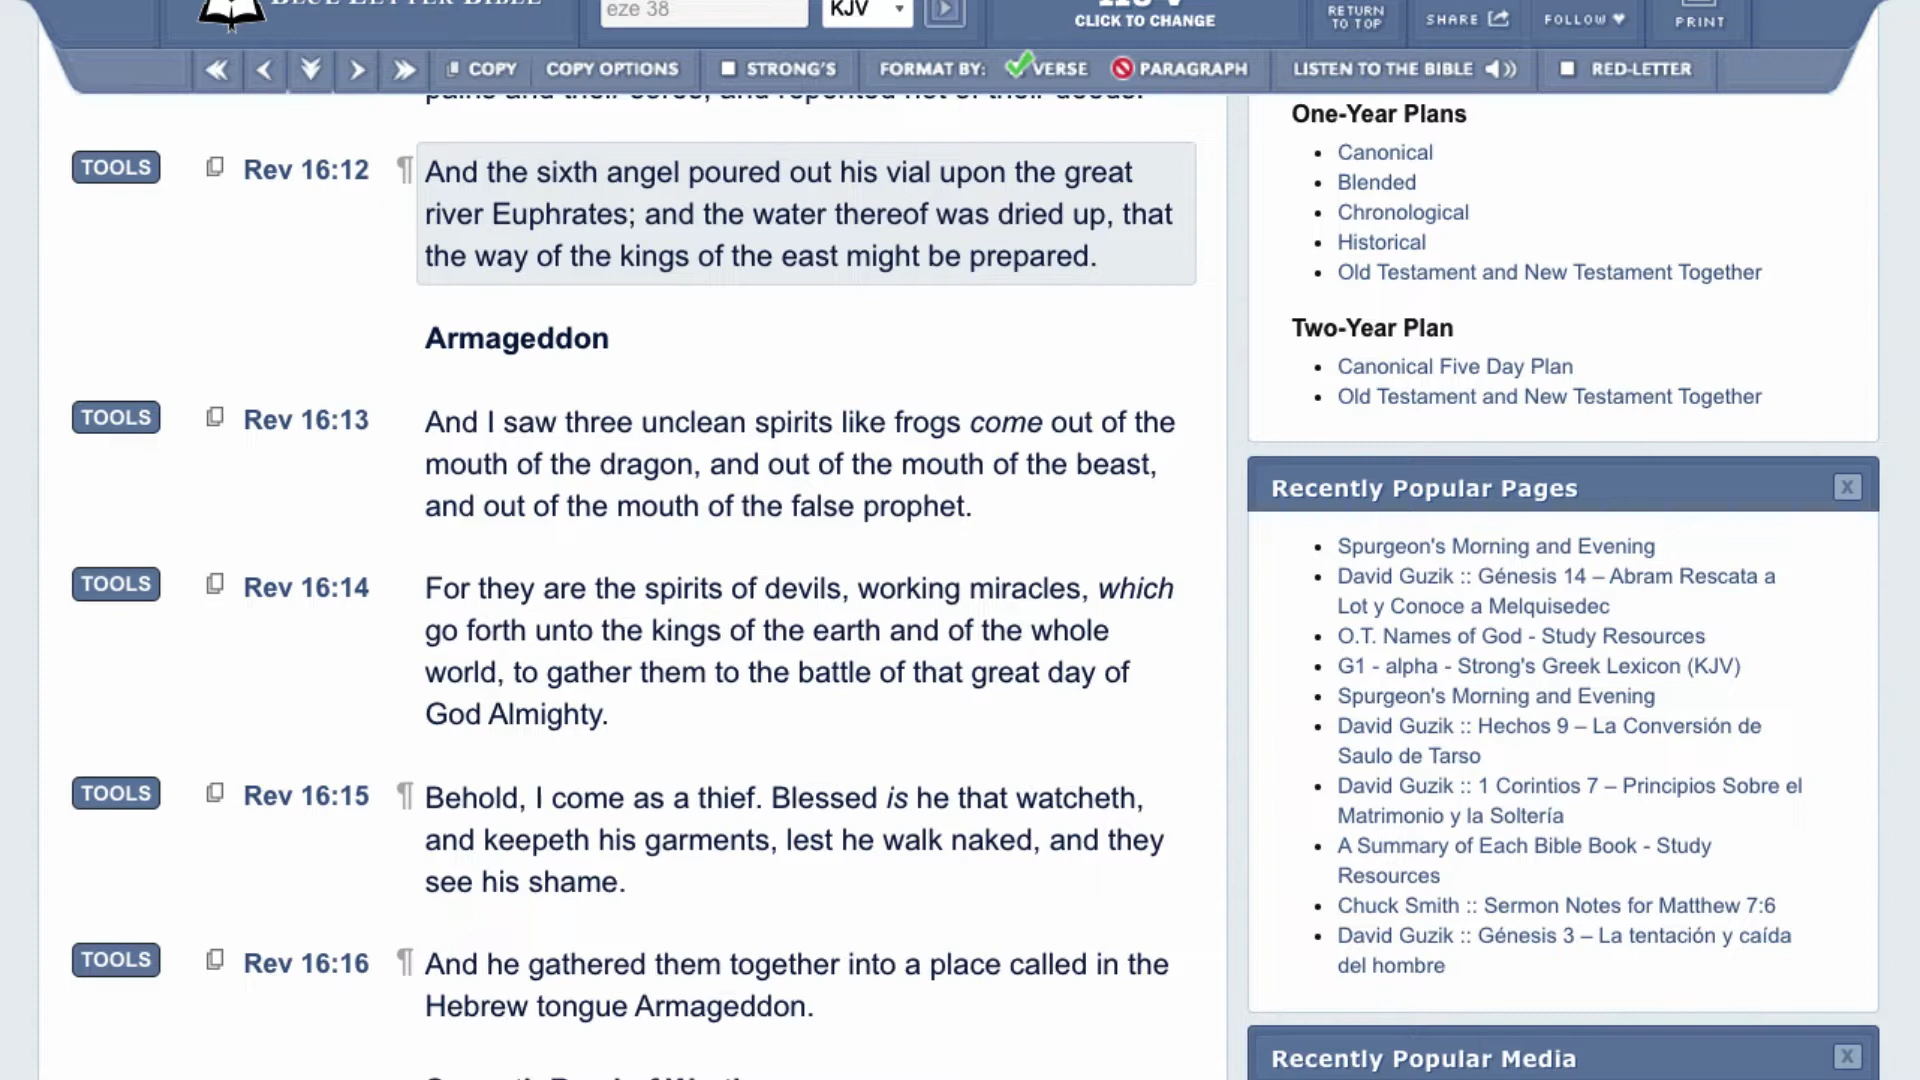 BLUE LETTER BIBLE
eze 38
KJV
CLICK TO CHANGE
RETURN
TO TOP
SHARE
FOLLOW
PRINT
COPY
COPY OPTIONS
STRONG'S
FORMAT BY:
VERSE
PARAGRAPH
LISTEN TO THE BIBLE
RED-LETTER
pains and their sores, and repented not of their deeds.
TOOLS
Rev 16:12
¶
And the sixth angel poured out his vial upon the great
river Euphrates; and the water thereof was dried up, that
the way of the kings of the east might be prepared.
Armageddon
TOOLS
Rev 16:13
And I saw three unclean spirits like frogs come out of the
mouth of the dragon, and out of the mouth of the beast,
and out of the mouth of the false prophet.
TOOLS
Rev 16:14
For they are the spirits of devils, working miracles, which
go forth unto the kings of the earth and of the whole
world, to gather them to the battle of that great day of
God Almighty.
TOOLS
Rev 16:15
¶
Behold, I come as a thief. Blessed is he that watcheth,
and keepeth his garments, lest he walk naked, and they
see his shame.
TOOLS
Rev 16:16
¶
And he gathered them together into a place called in the
Hebrew tongue Armageddon.
One-Year Plans
• Canonical
• Blended
• Chronological
• Historical
• Old Testament and New Testament Together
Two-Year Plan
• Canonical Five Day Plan
• Old Testament and New Testament Together
Recently Popular Pages
X
• Spurgeon's Morning and Evening
• David Guzik :: Génesis 14 – Abram Rescata a
Lot y Conoce a Melquisedec
• O.T. Names of God - Study Resources
• G1 - alpha - Strong's Greek Lexicon (KJV)
• Spurgeon's Morning and Evening
• David Guzik :: Hechos 9 – La Conversión de
Saulo de Tarso
• David Guzik :: 1 Corintios 7 – Principios Sobre el
Matrimonio y la Soltería
• A Summary of Each Bible Book - Study
Resources
• Chuck Smith :: Sermon Notes for Matthew 7:6
• David Guzik :: Génesis 3 – La tentación y caída
del hombre
Recently Popular Media
X